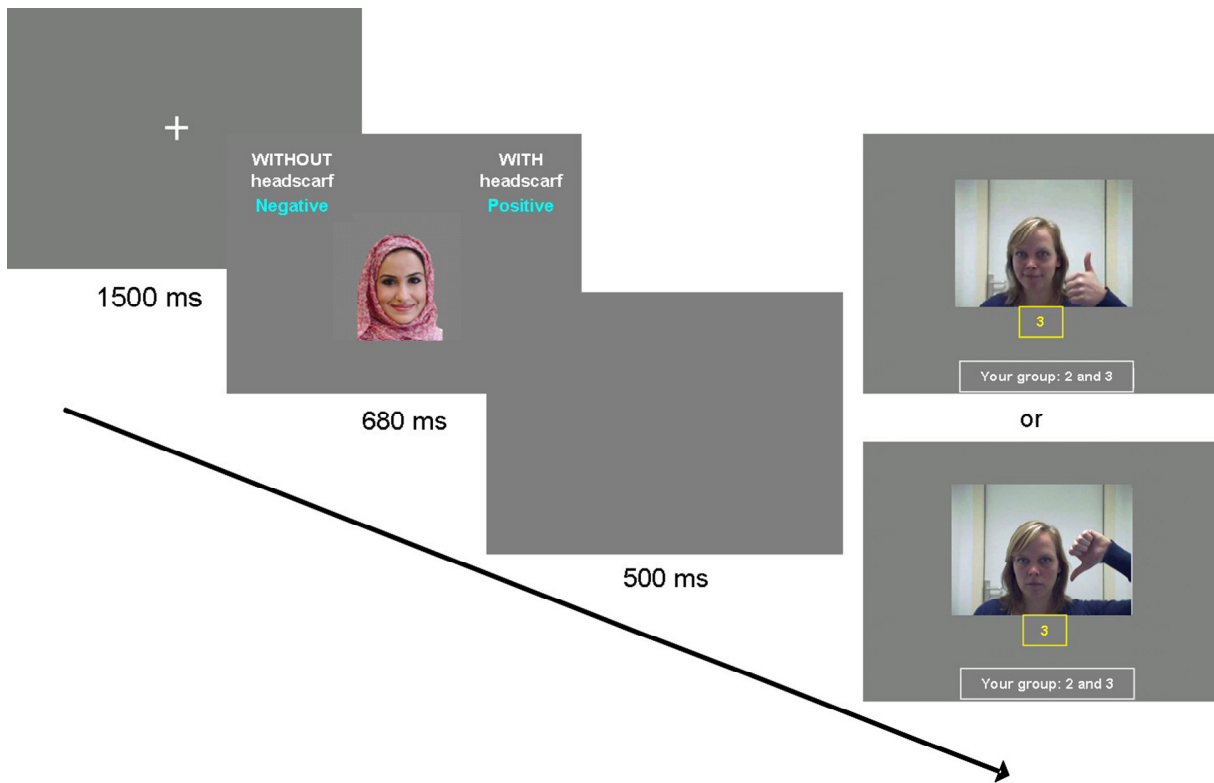 WITHOUT
headscarf
Negative
WITH
headscarf
Positive
1500 ms
680 ms
500 ms
3
Your group: 2 and 3
or
3
Your group: 2 and 3